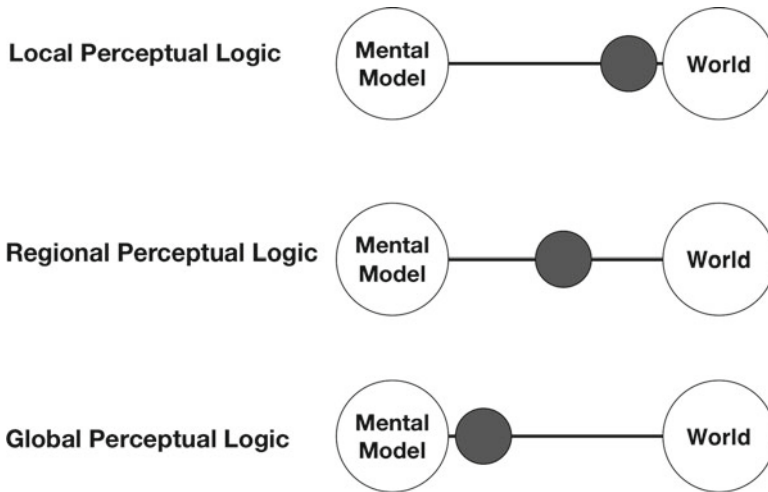 Local Perceptual Logic
Mental
Model
World
Regional Perceptual Logic
Mental
Model
World
Global Perceptual Logic
Mental
Model
World